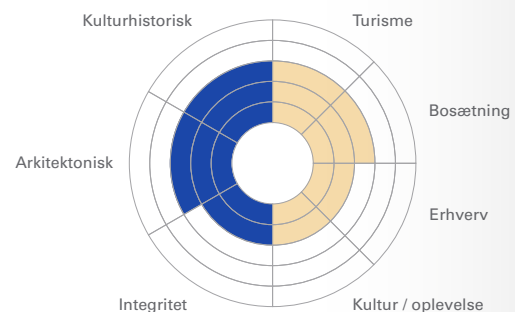 Kulturhistorisk
Turisme
Bosætning
Arkitektonisk
Erhverv
Integritet
Kultur / oplevelse